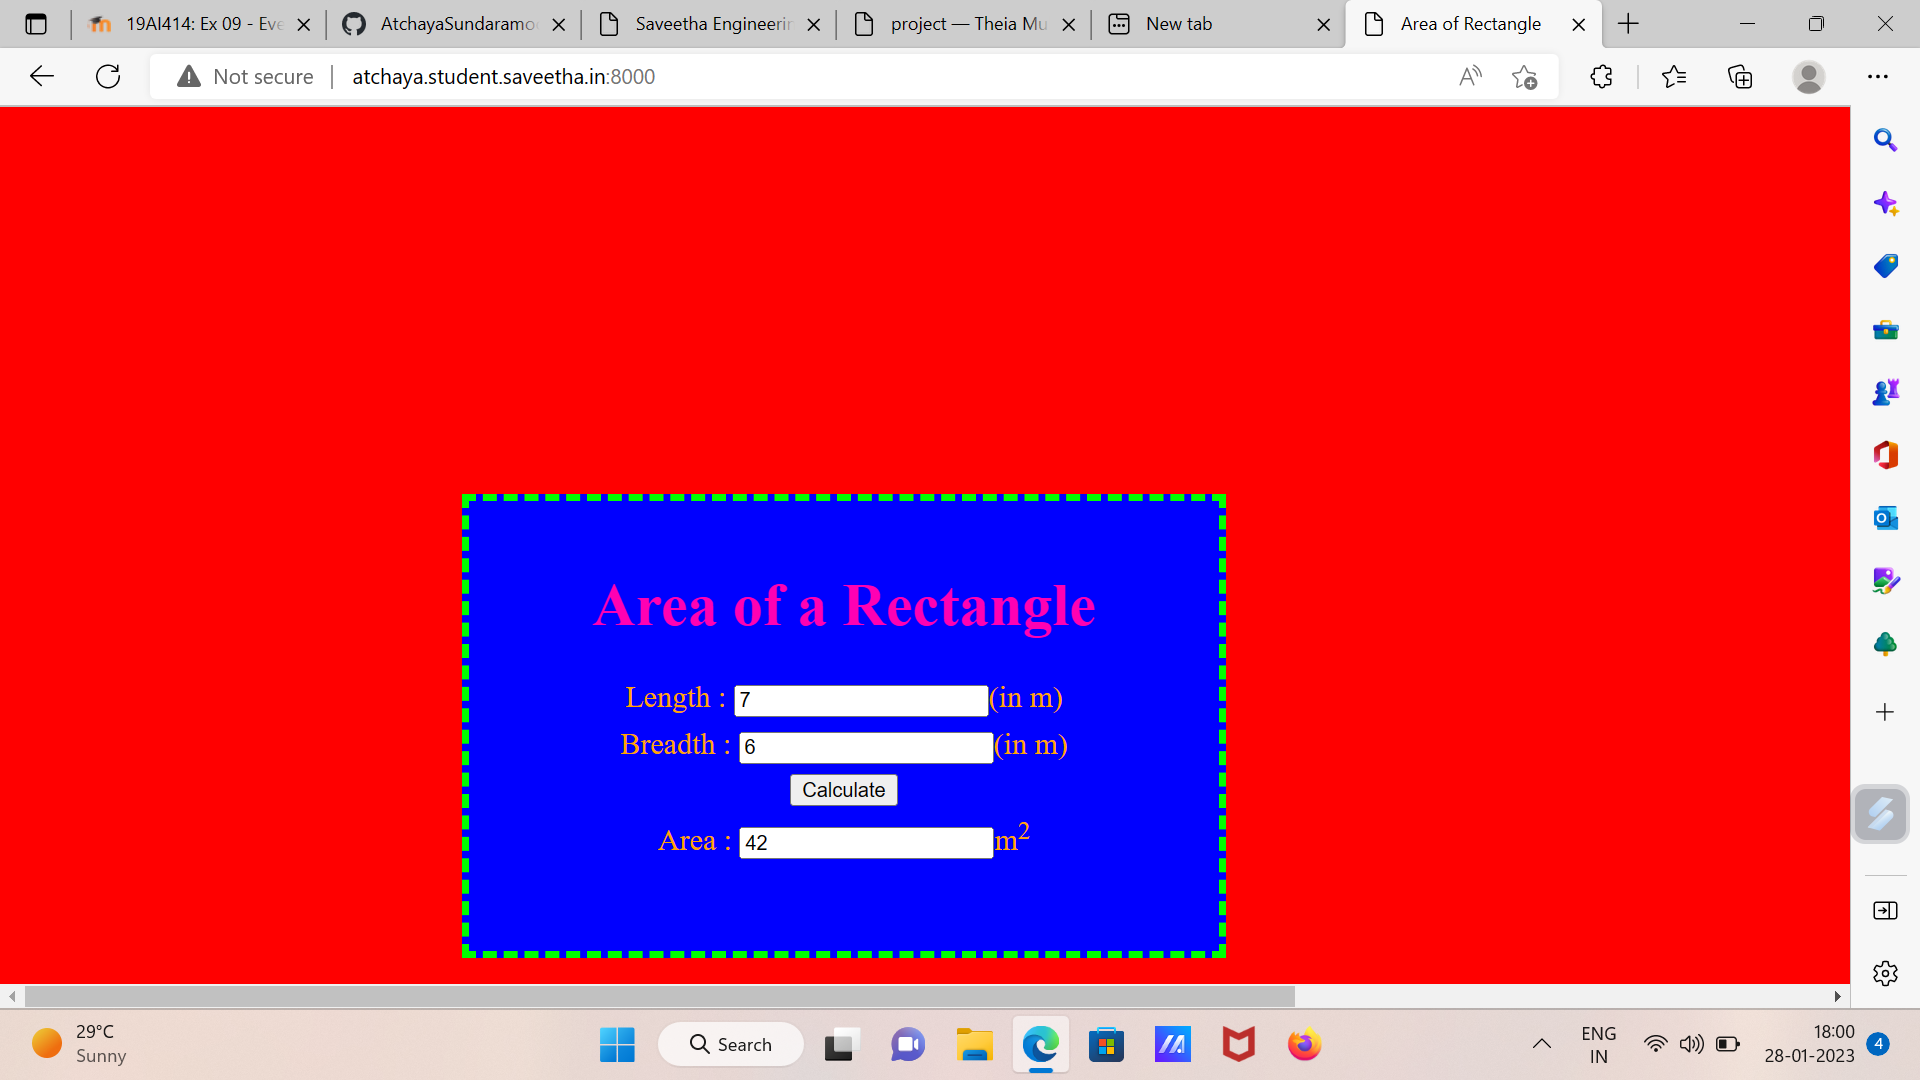 19AI414: Ex 09 - Eve
AtchayaSundaramo
Saveetha Engineerin
project — Theia Mu
New tab
Area of Rectangle
Not secure
atchaya.student.saveetha.in:8000
Area of a Rectangle
Length : 7 (in m)
Breadth : 6 (in m)
Calculate
Area : 42 m²
29°C
Sunny
Search
ENG
IN
18:00
28-01-2023
4